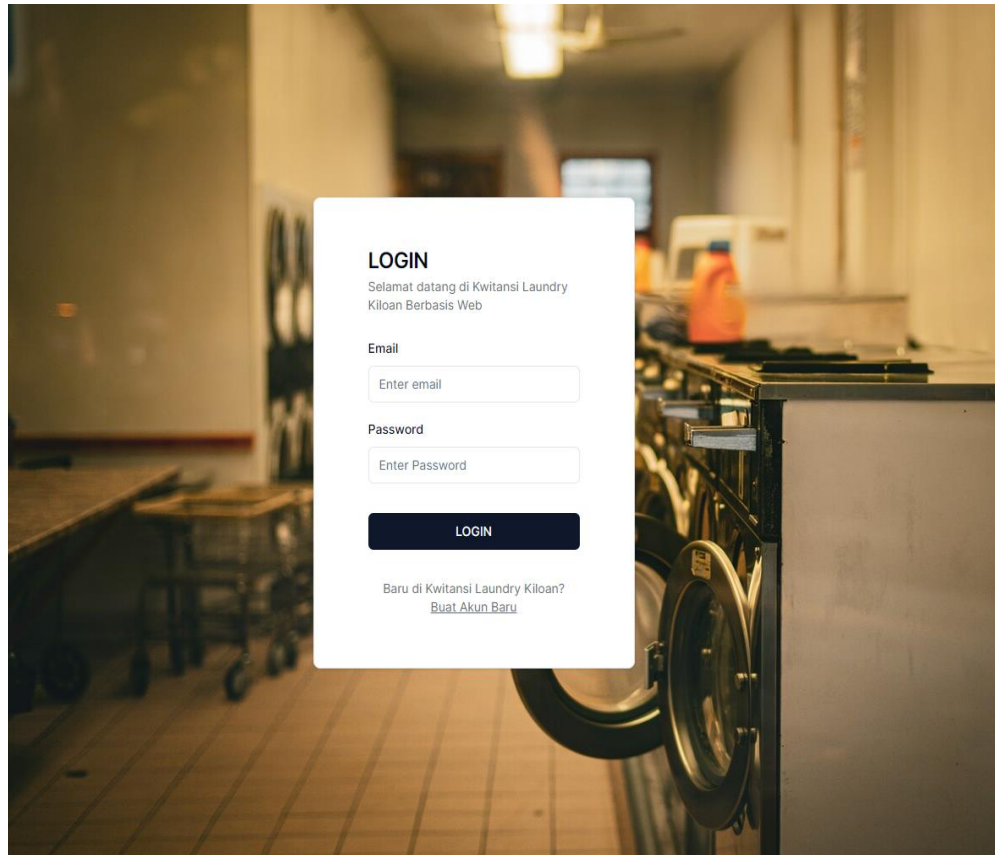 LOGIN
Selamat datang di Kwitansi Laundry
Kiloan Berbasis Web
Email
Enter email
Password
Enter Password
LOGIN
Baru di Kwitansi Laundry Kiloan?
Buat Akun Baru